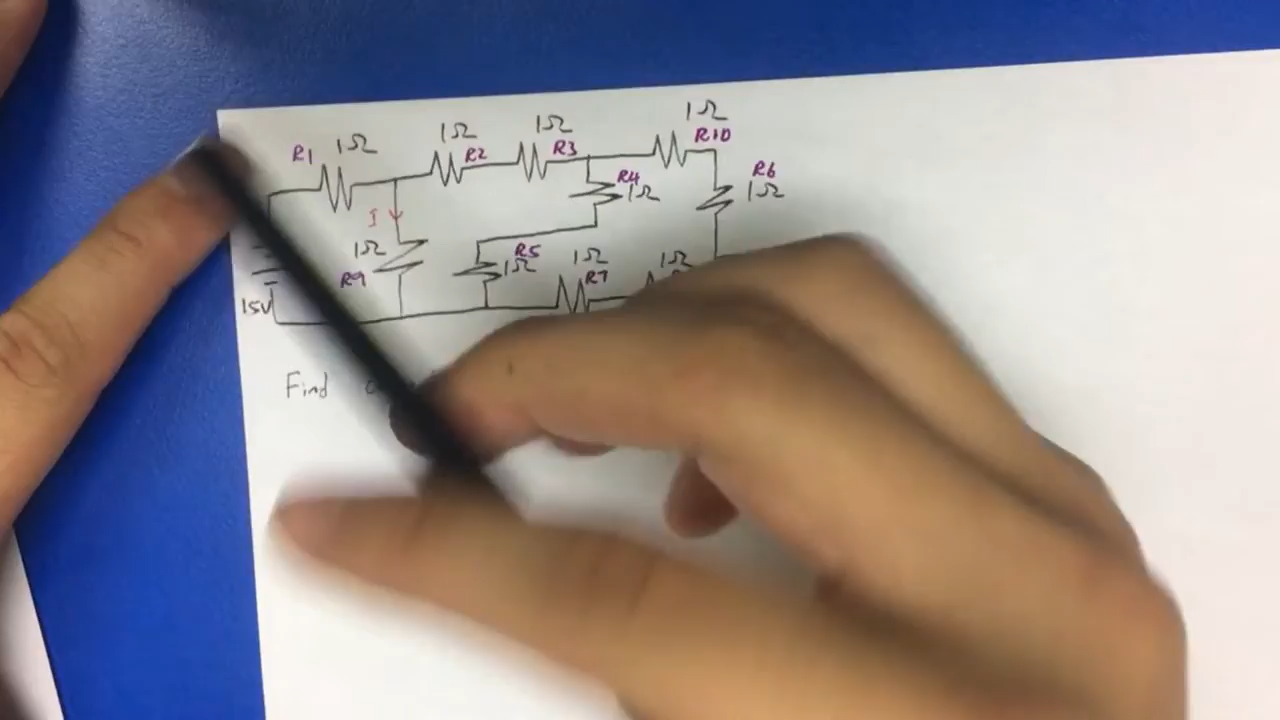 1Ω
1Ω 1Ω R10
R1 1Ω R2 R3
R4 R6
1Ω 1Ω
I
1Ω R5 1Ω 1Ω
R9 1Ω R7
15V
Find